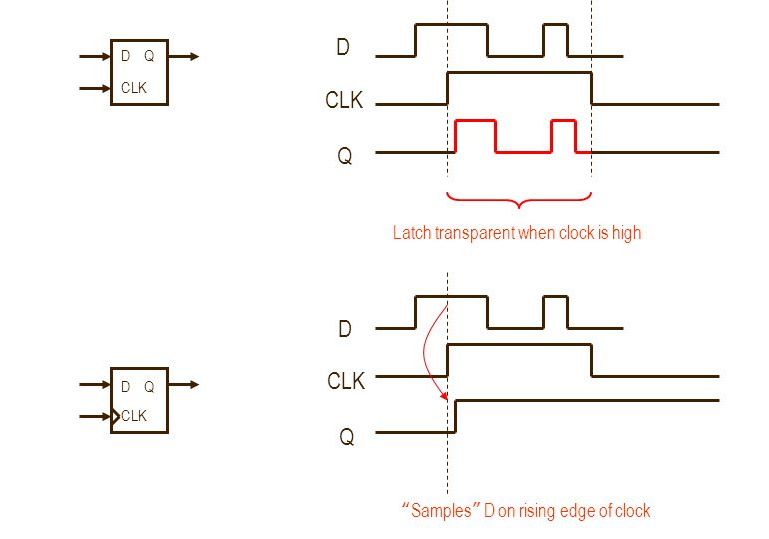 D Q
CLK
D
CLK
Q
Latch transparent when clock is high
D Q
CLK
D
CLK
Q
“Samples” D on rising edge of clock